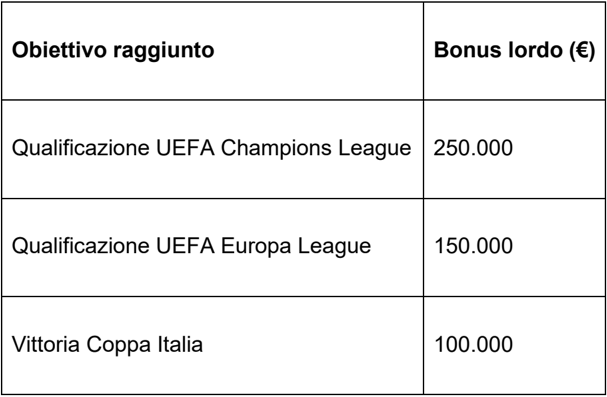 Obiettivo raggiunto Bonus lordo (€)
Qualificazione UEFA Champions League 250.000
Qualificazione UEFA Europa League 150.000
Vittoria Coppa Italia 100.000